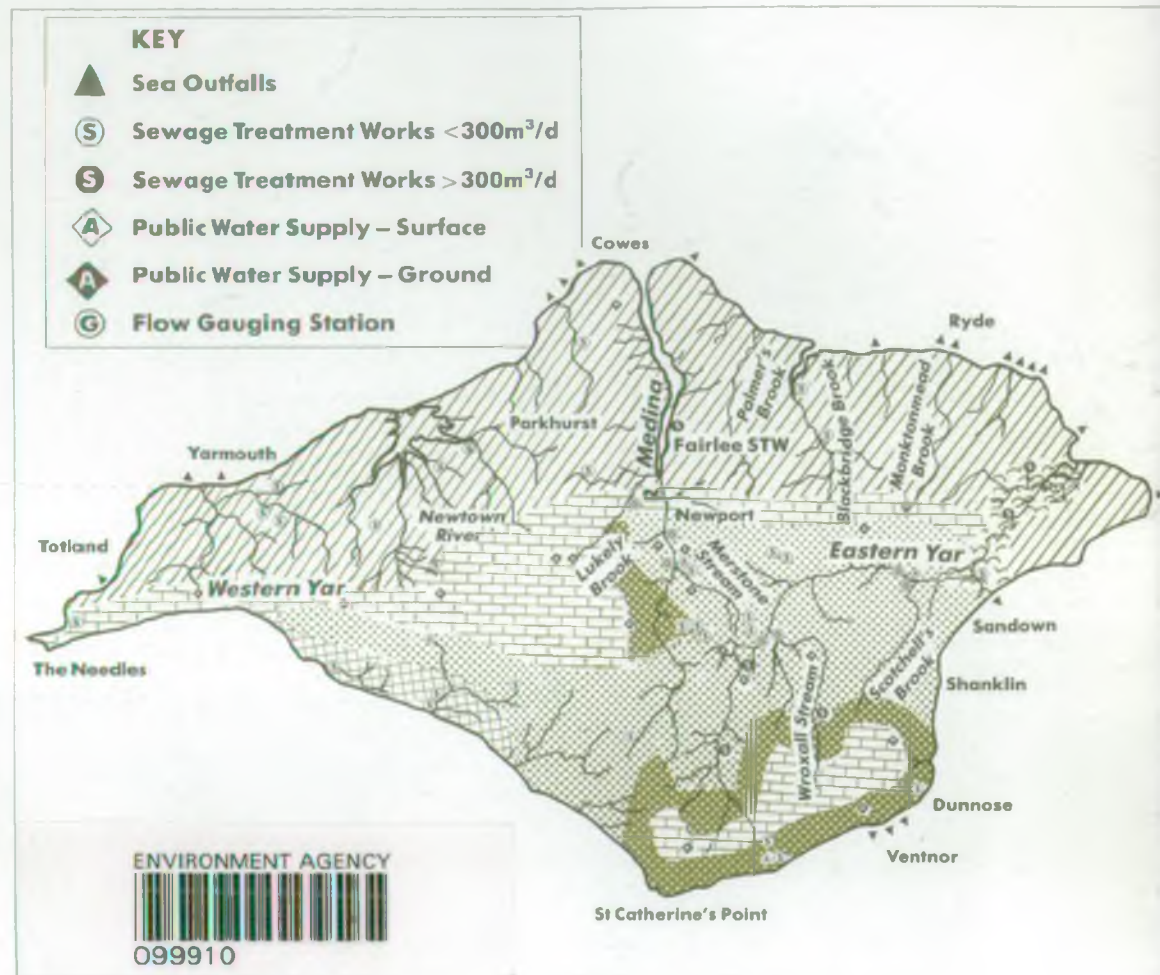 KEY
Sea Outfalls
S Sewage Treatment Works <300m³/d
S Sewage Treatment Works >300m³/d
A Public Water Supply – Surface
A Public Water Supply – Ground
G Flow Gauging Station
Cowes
Ryde
Palmer's
Brook
Blackbridge Brook
Monktonmead
Brook
Parkhurst
Medina
Fairlee STW
Yarmouth
Newtown
River
Newport
Totland
Lukely
Brook
Merstone
Stream
Eastern Yar
Western Yar
Sandown
The Needles
Scotchell's
Brook
Shanklin
Wroxall Stream
Dunnose
Ventnor
St Catherine's Point
ENVIRONMENT AGENCY
099910